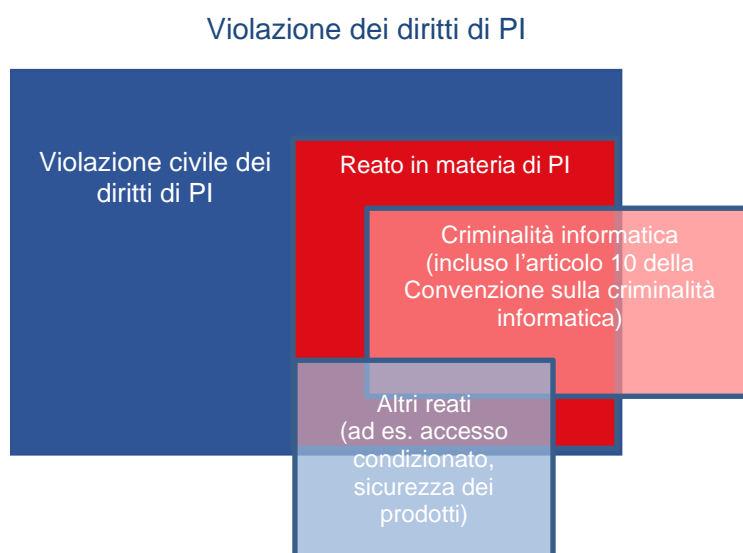 Violazione dei diritti di PI
Violazione civile dei
diritti di PI
Reato in materia di PI
Criminalità informatica
(incluso l'articolo 10 della
Convenzione sulla criminalità
informatica)
Altri reati
(ad es. accesso
condizionato,
sicurezza dei
prodotti)